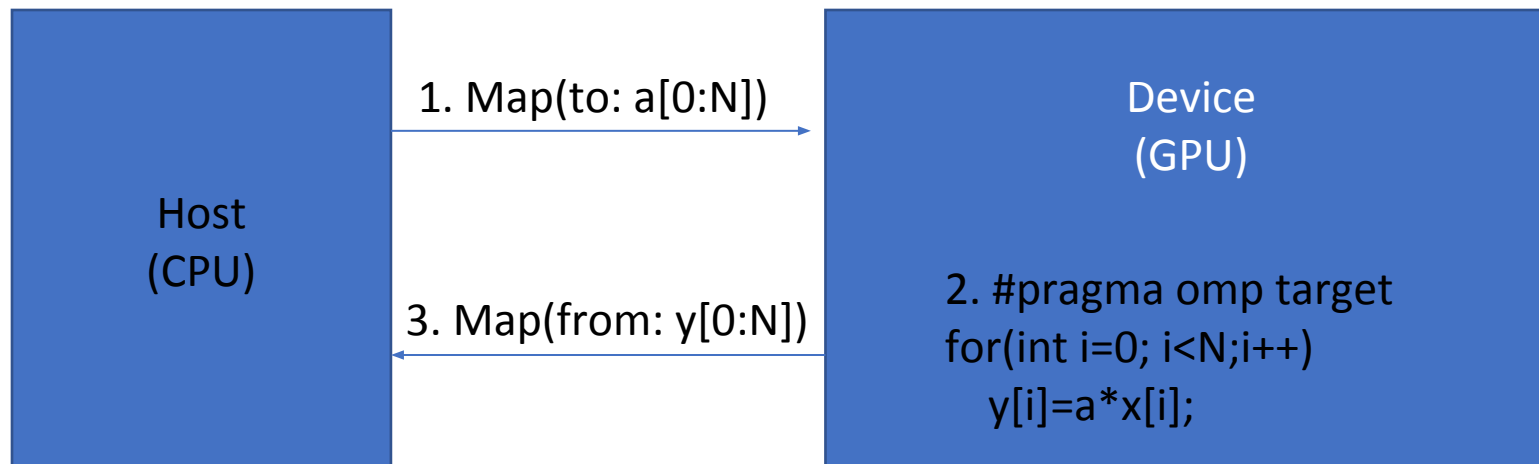 Host
(CPU)
1. Map(to: a[0:N])
3. Map(from: y[0:N])
Device
(GPU)
2. #pragma omp target
for(int i=0; i<N;i++)
y[i]=a*x[i];